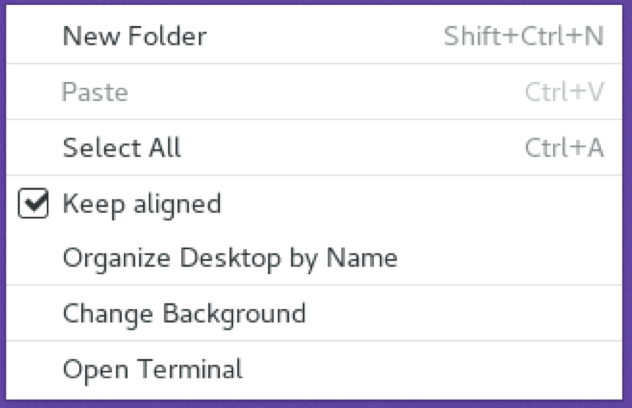 New Folder Shift+Ctrl+N
Paste Ctrl+V
Select All Ctrl+A
Keep aligned
Organize Desktop by Name
Change Background
Open Terminal